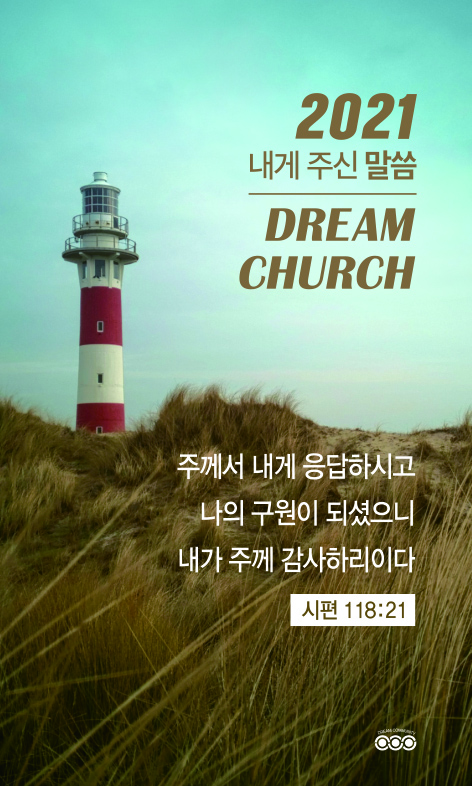 2021
내게 주신 말씀
DREAM
CHURCH
주께서 내게 응답하시고
나의 구원이 되셨으니
내가 주께 감사하리이다
시편 118:21
DREAM COMMUNITY